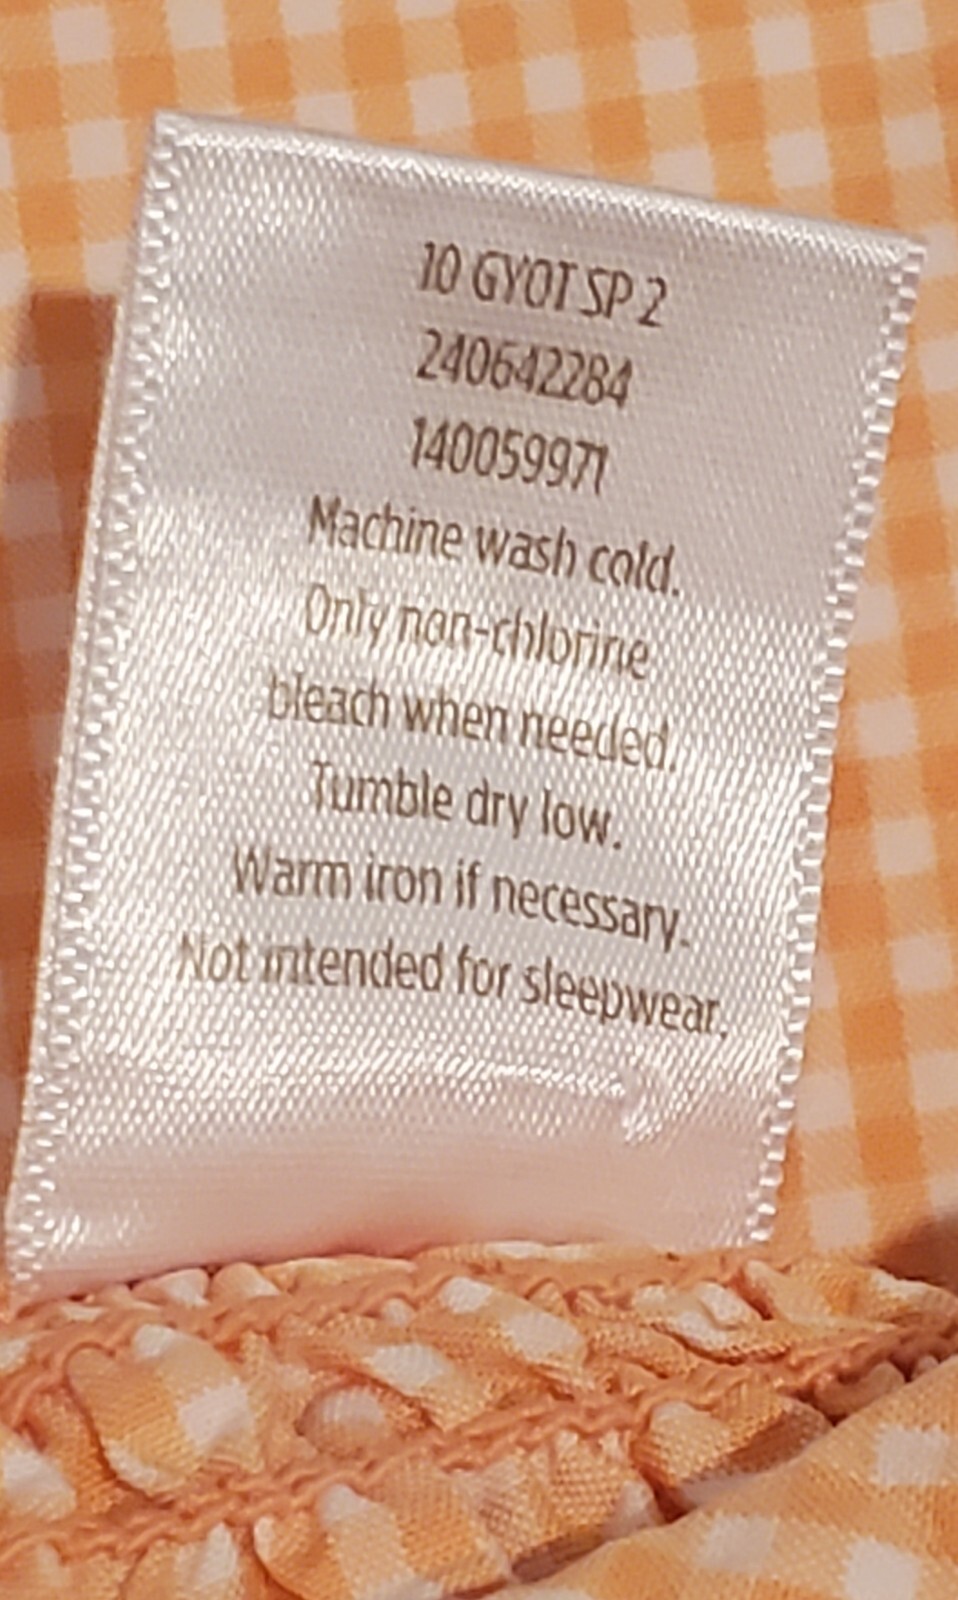 10 GYOT SP 2
240642284
140059971
Machine wash cold.
Only non-chlorine
bleach when needed.
Tumble dry low.
Warm iron if necessary.
Not intended for sleepwear.